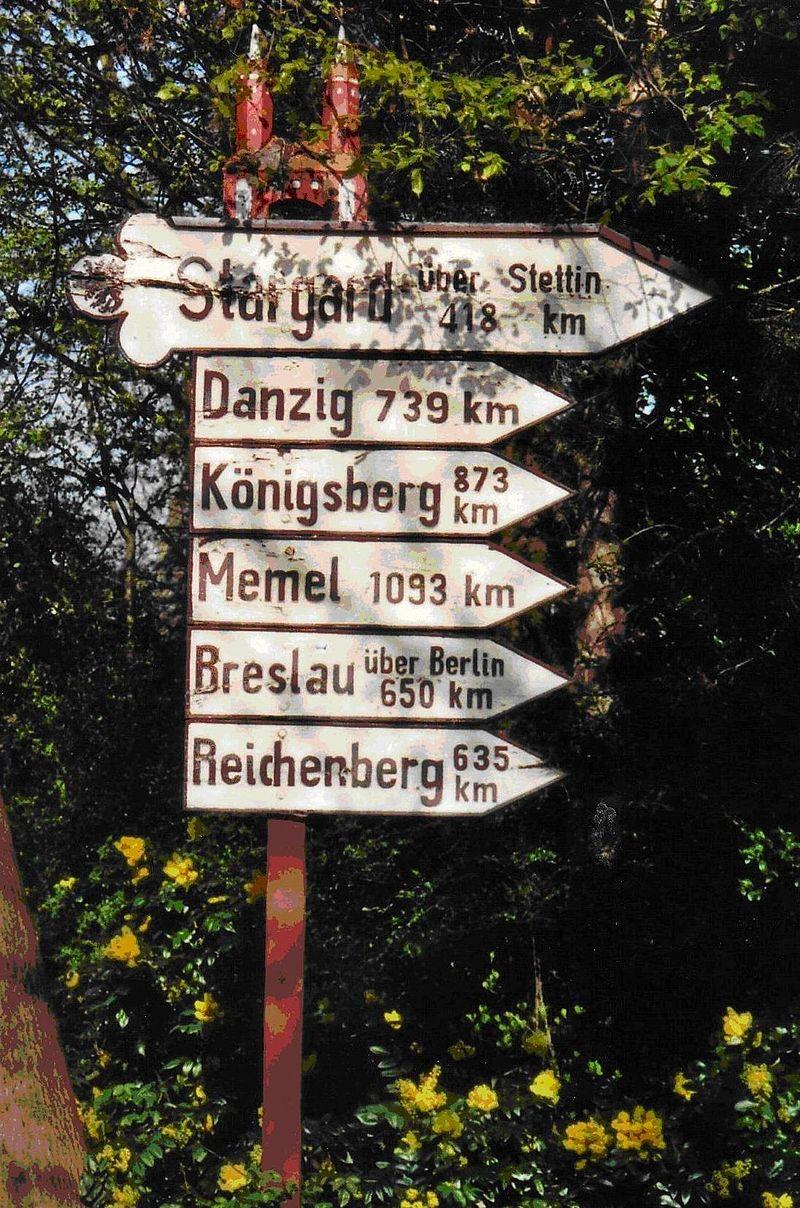 Stargard über Stettin
418 km
Danzig 739 km
Königsberg 873
km
Memel 1093 km
Breslau über Berlin
650 km
Reichenberg 635
km